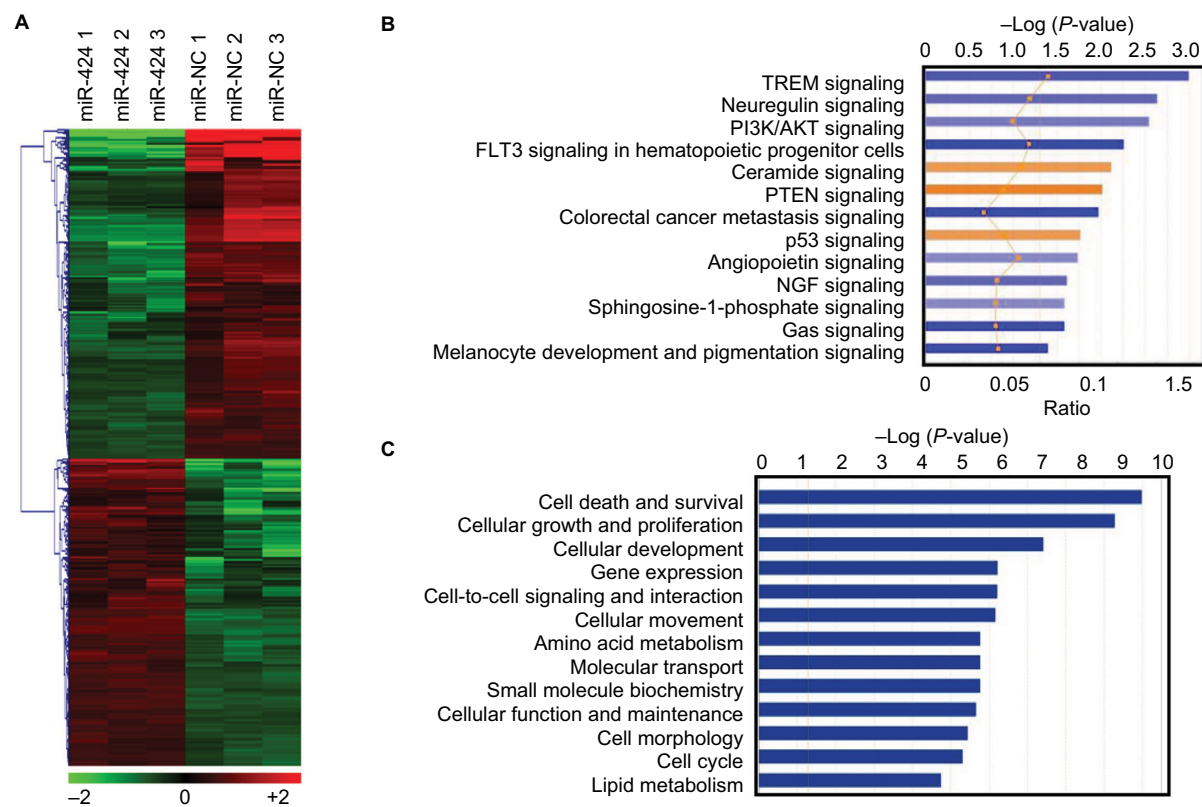 A
miR-424 1
miR-424 2
miR-424 3
miR-NC 1
miR-NC 2
miR-NC 3
–2 0 +2
B
–Log (P-value)
0 0.5 1.0 1.5 2.0 2.5 3.0
TREM signaling
Neuregulin signaling
PI3K/AKT signaling
FLT3 signaling in hematopoietic progenitor cells
Ceramide signaling
PTEN signaling
Colorectal cancer metastasis signaling
p53 signaling
Angiopoietin signaling
NGF signaling
Sphingosine-1-phosphate signaling
Gas signaling
Melanocyte development and pigmentation signaling
0 0.05 0.1 1.5
Ratio
C
–Log (P-value)
0 1 2 3 4 5 6 7 8 9 10
Cell death and survival
Cellular growth and proliferation
Cellular development
Gene expression
Cell-to-cell signaling and interaction
Cellular movement
Amino acid metabolism
Molecular transport
Small molecule biochemistry
Cellular function and maintenance
Cell morphology
Cell cycle
Lipid metabolism